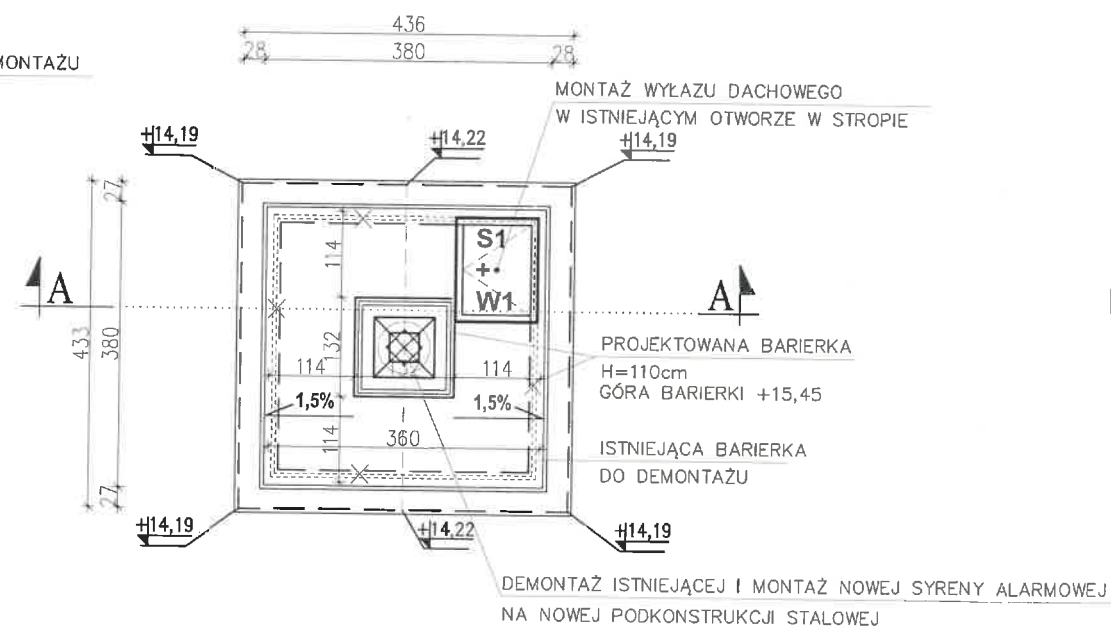 436
28
380
28
MONTAŻU
MONTAŻ WYŁAZU DACHOWEGO
W ISTNIEJĄCYM OTWORZE W STROPIE
+14,19
+14,22
+14,19
27
433
380
27
A
A
S1
+
W1
114
132
114
114
114
1,5%
1,5%
360
PROJEKTOWANA BARIERKA
H=110cm
GÓRA BARIERKI +15,45
ISTNIEJĄCA BARIERKA
DO DEMONTAŻU
+14,19
+14,22
+14,19
DEMONTAŻ ISTNIEJĄCEJ I MONTAŻ NOWEJ SYRENY ALARMOWEJ
NA NOWEJ PODKONSTRUKCJI STALOWEJ